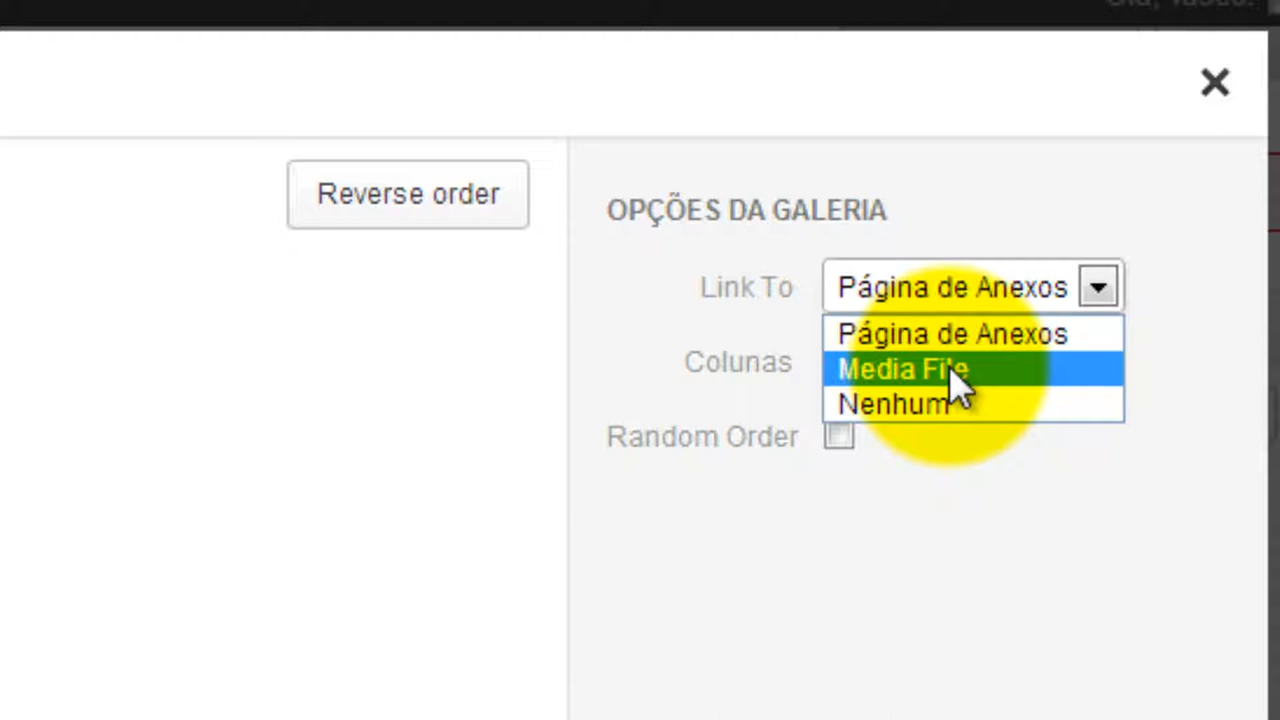 Reverse order
OPÇÕES DA GALERIA
Link To
Página de Anexos
Página de Anexos
Media File
Nenhum
Colunas
Random Order